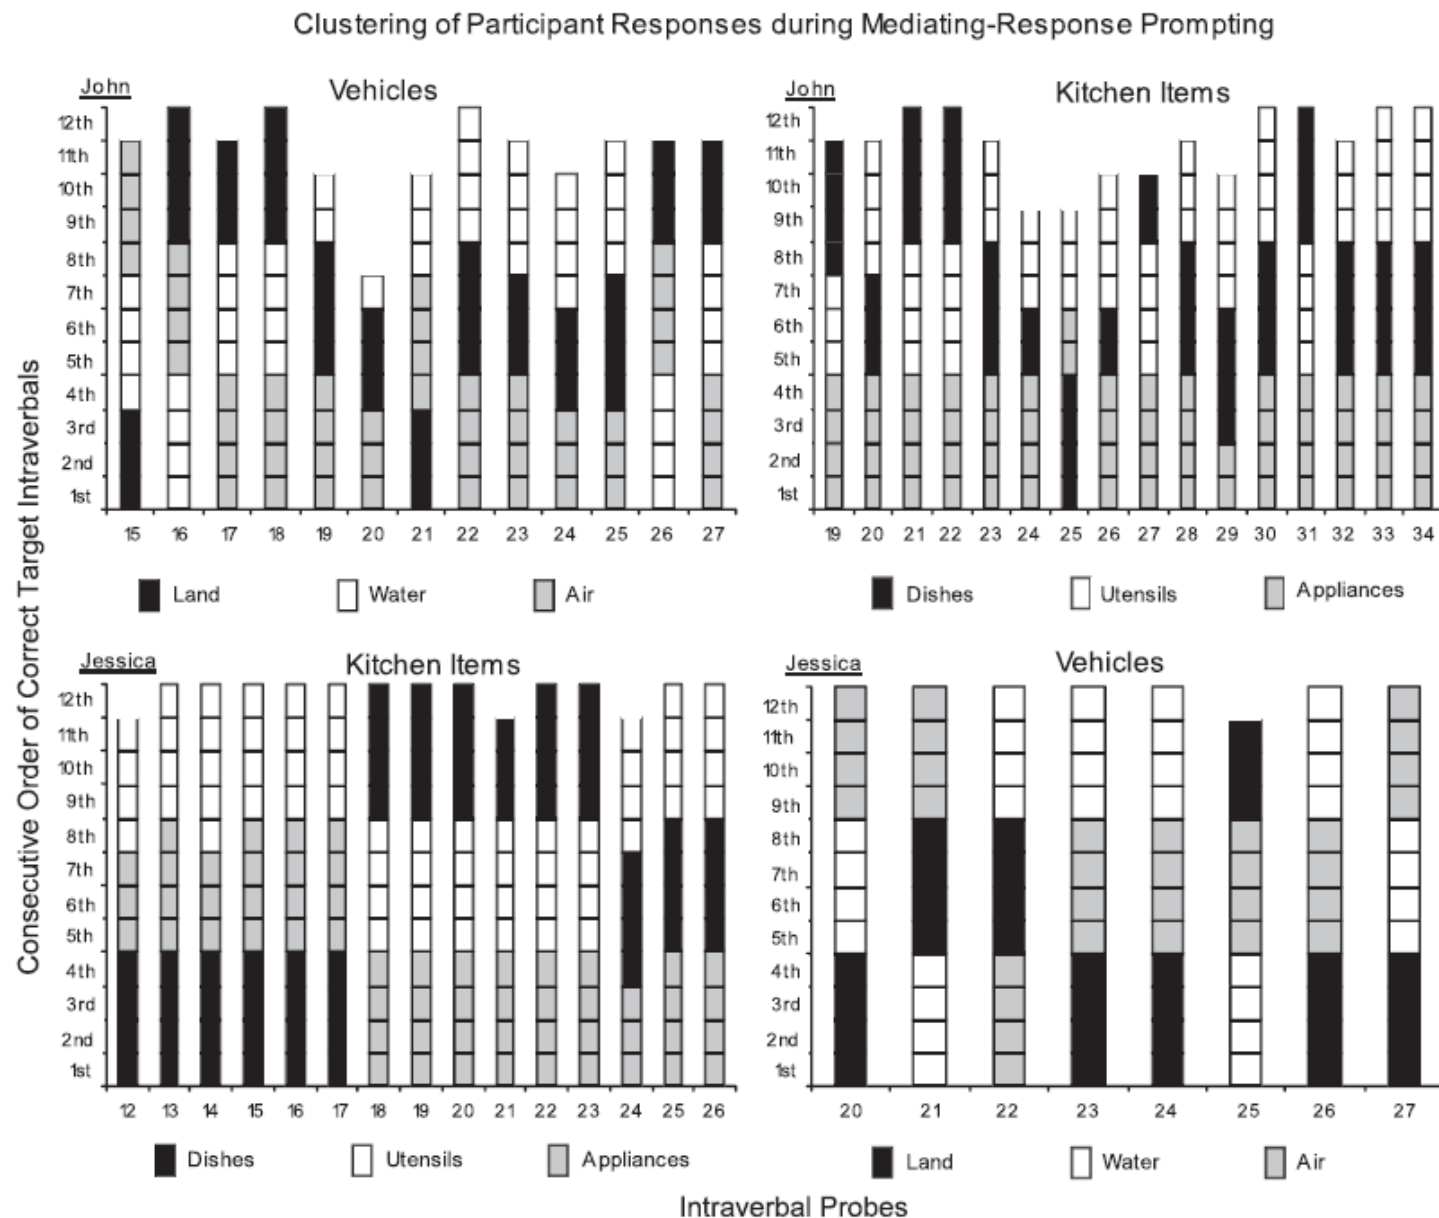 Clustering of Participant Responses during Mediating-Response Prompting
Consecutive Order of Correct Target Intraverbals
John
Vehicles
12th
11th
10th
9th
8th
7th
6th
5th
4th
3rd
2nd
1st
15 16 17 18 19 20 21 22 23 24 25 26 27
Land Water Air
John
Kitchen Items
12th
11th
10th
9th
8th
7th
6th
5th
4th
3rd
2nd
1st
19 20 21 22 23 24 25 26 27 28 29 30 31 32 33 34
Dishes Utensils Appliances
Jessica
Kitchen Items
12th
11th
10th
9th
8th
7th
6th
5th
4th
3rd
2nd
1st
12 13 14 15 16 17 18 19 20 21 22 23 24 25 26
Dishes Utensils Appliances
Jessica
Vehicles
12th
11th
10th
9th
8th
7th
6th
5th
4th
3rd
2nd
1st
20 21 22 23 24 25 26 27
Land Water Air
Intraverbal Probes